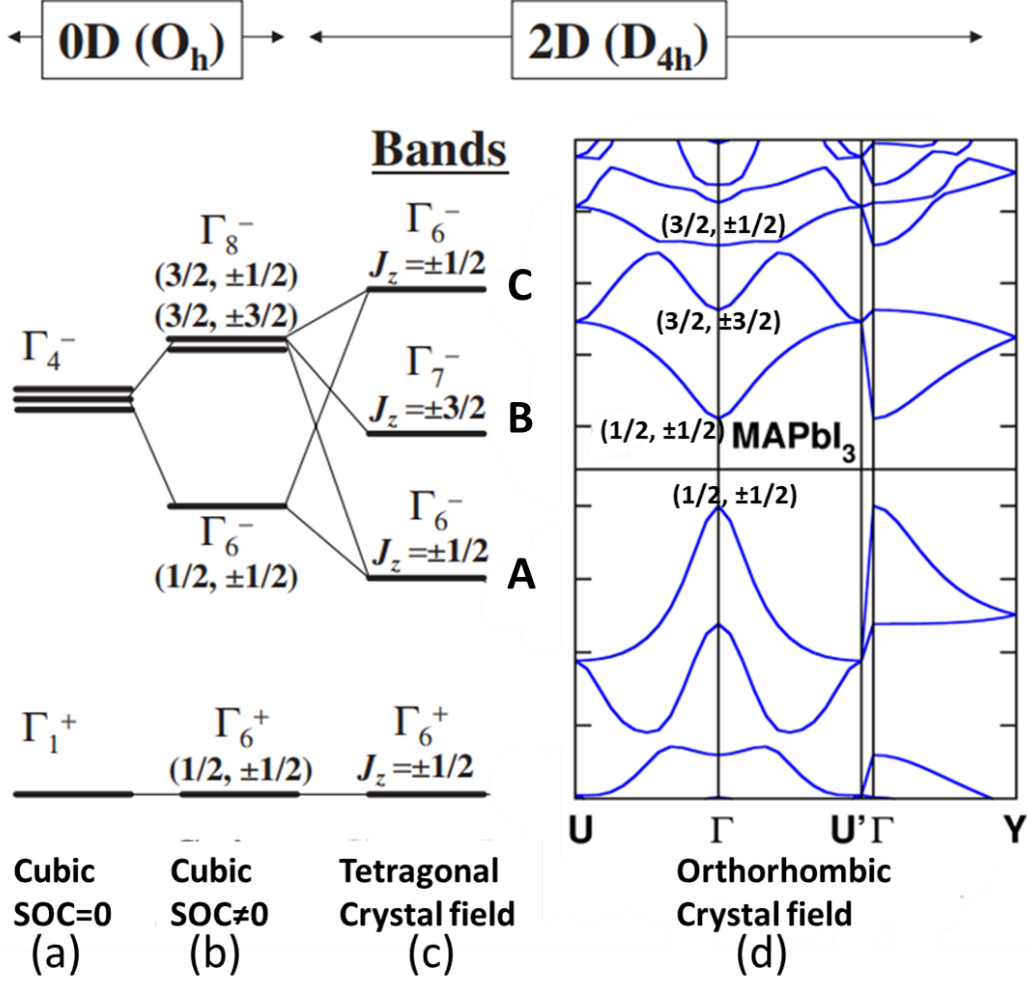 0D (Oh)
2D (D4h)
Bands
Γ4⁻
Γ8⁻
(3/2, ±1/2)
(3/2, ±3/2)
Γ6⁻
(1/2, ±1/2)
Γ6⁻
Jz =±1/2
C
Γ7⁻
Jz =±3/2
B
Γ6⁻
Jz =±1/2
A
Γ1⁺
Γ6⁺
(1/2, ±1/2)
Γ6⁺
Jz =±1/2
(3/2, ±1/2)
(3/2, ±3/2)
(1/2, ±1/2)
MAPbI3
(1/2, ±1/2)
U Γ U’ Γ Y
Cubic
SOC=0
(a)
Cubic
SOC≠0
(b)
Tetragonal
Crystal field
(c)
Orthorhombic
Crystal field
(d)